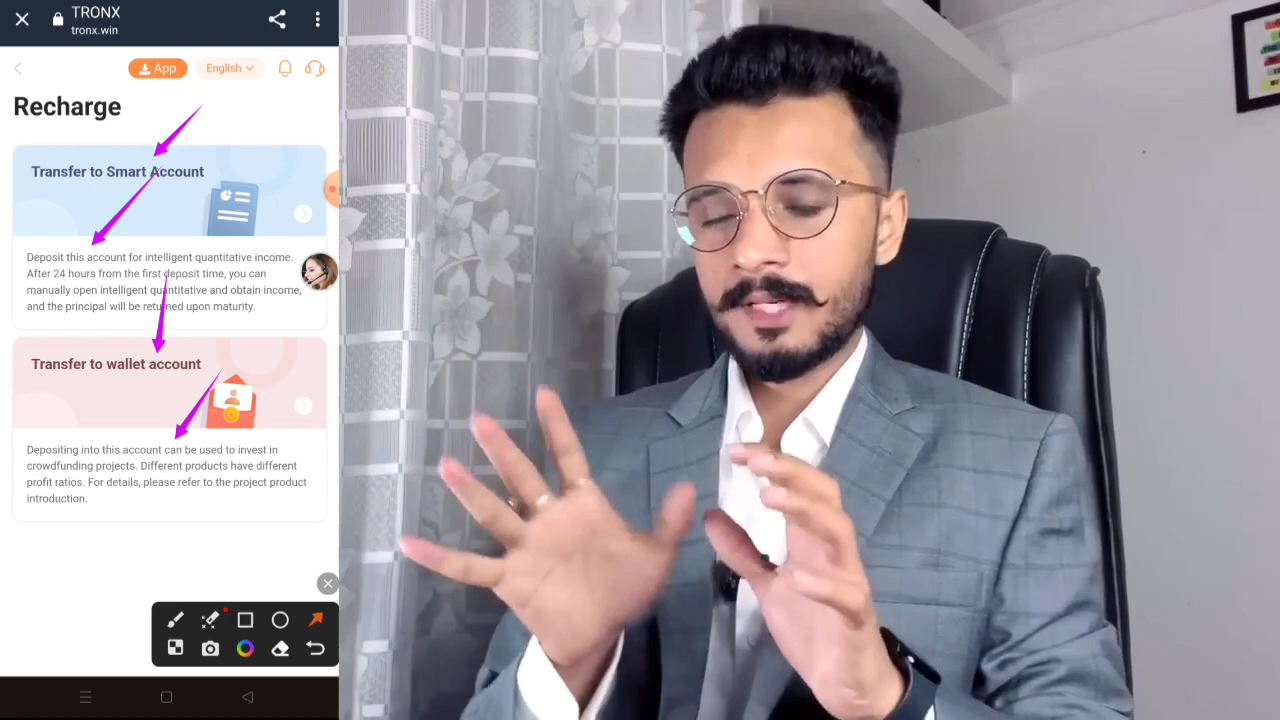 TRONX
tronx.win
App
English
Recharge
Transfer to Smart Account
Deposit this account for intelligent quantitative income.
After 24 hours from the first deposit time, you can
manually open intelligent quantitative and obtain income,
and the principal will be returned upon maturity.
Transfer to wallet account
Depositing into this account can be used to invest in
crowdfunding projects. Different products have different
profit ratios. For details, please refer to the project product
introduction.